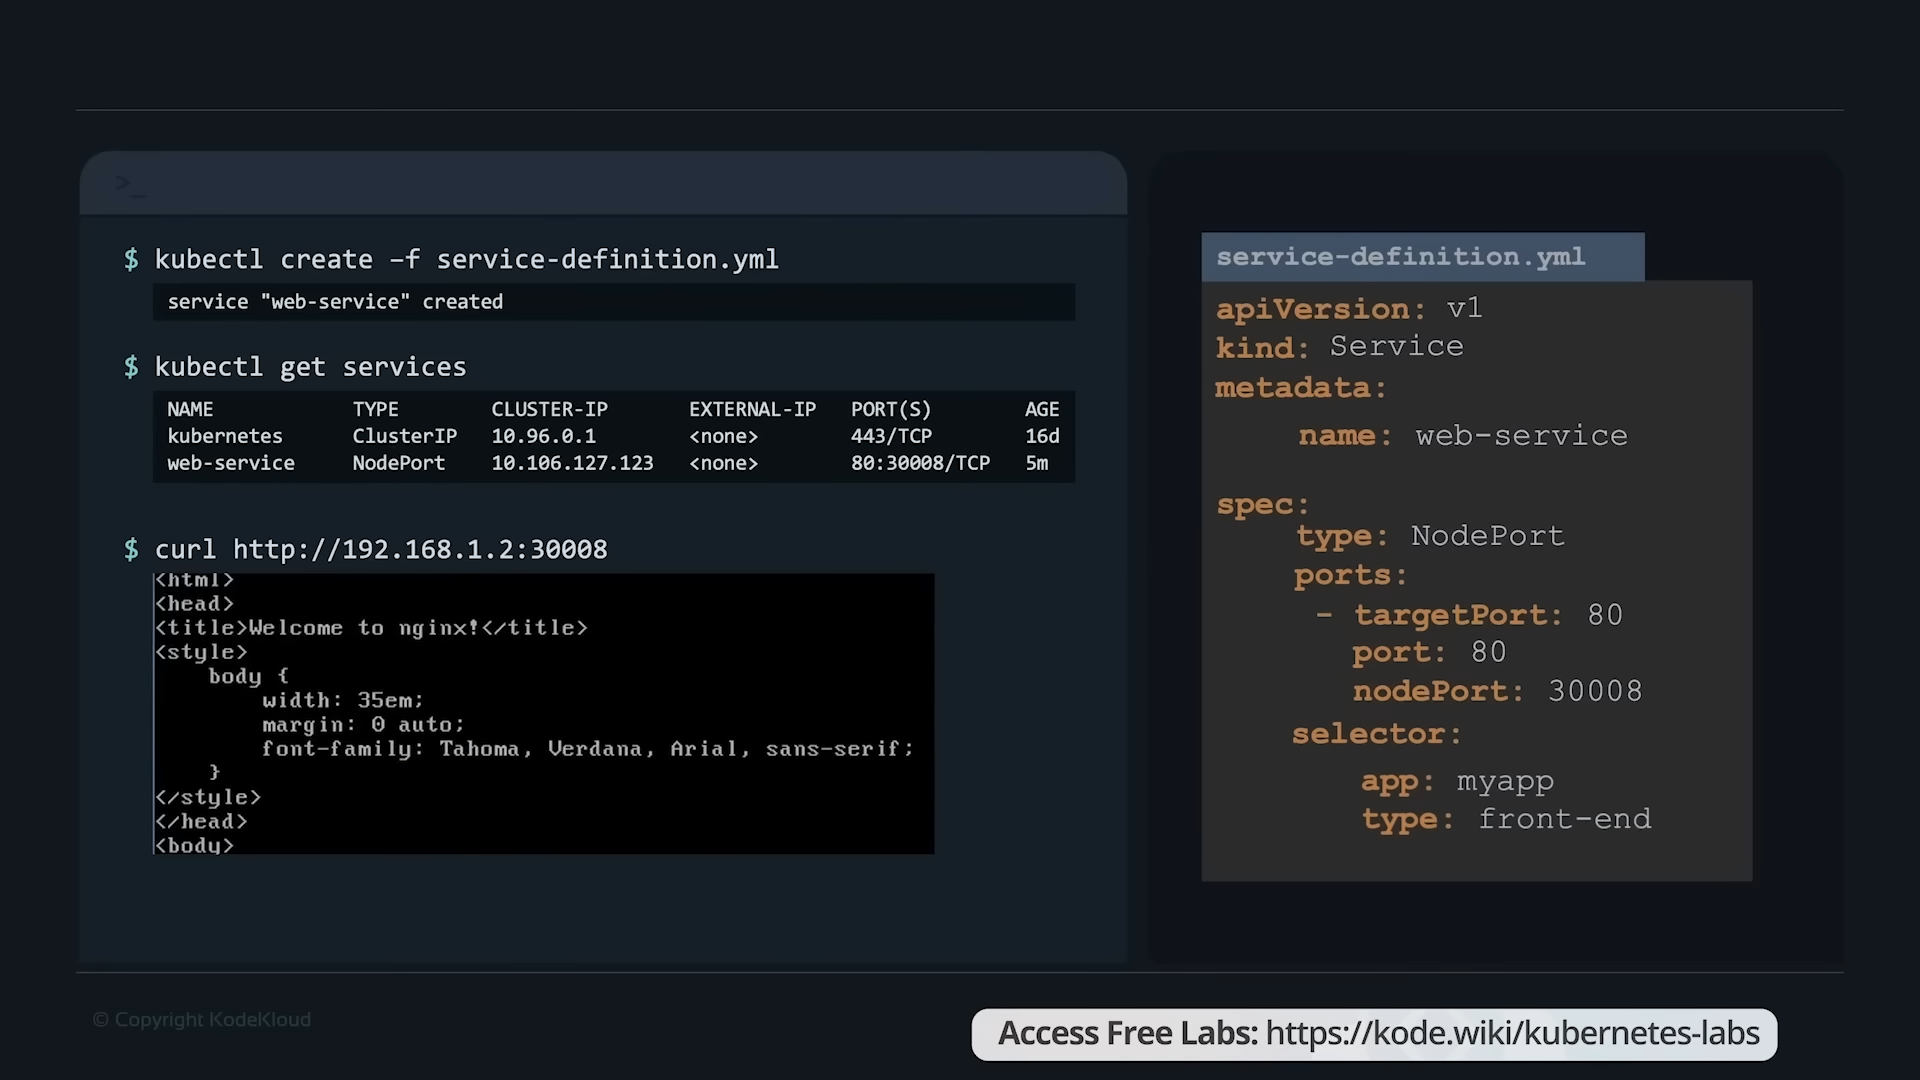 >_
$ kubectl create –f service-definition.yml
service "web-service" created
$ kubectl get services
NAME TYPE CLUSTER-IP EXTERNAL-IP PORT(S) AGE
kubernetes ClusterIP 10.96.0.1 <none> 443/TCP 16d
web-service NodePort 10.106.127.123 <none> 80:30008/TCP 5m
$ curl http://192.168.1.2:30008
<html>
<head>
<title>Welcome to nginx!</title>
<style>
    body {
        width: 35em;
        margin: 0 auto;
        font-family: Tahoma, Verdana, Arial, sans-serif;
    }
</style>
</head>
<body>
service-definition.yml
apiVersion: v1
kind: Service
metadata:
    name: web-service
spec:
    type: NodePort
    ports:
     - targetPort: 80
       port: 80
       nodePort: 30008
    selector:
       app: myapp
       type: front-end
© Copyright KodeKloud
Access Free Labs: https://kode.wiki/kubernetes-labs